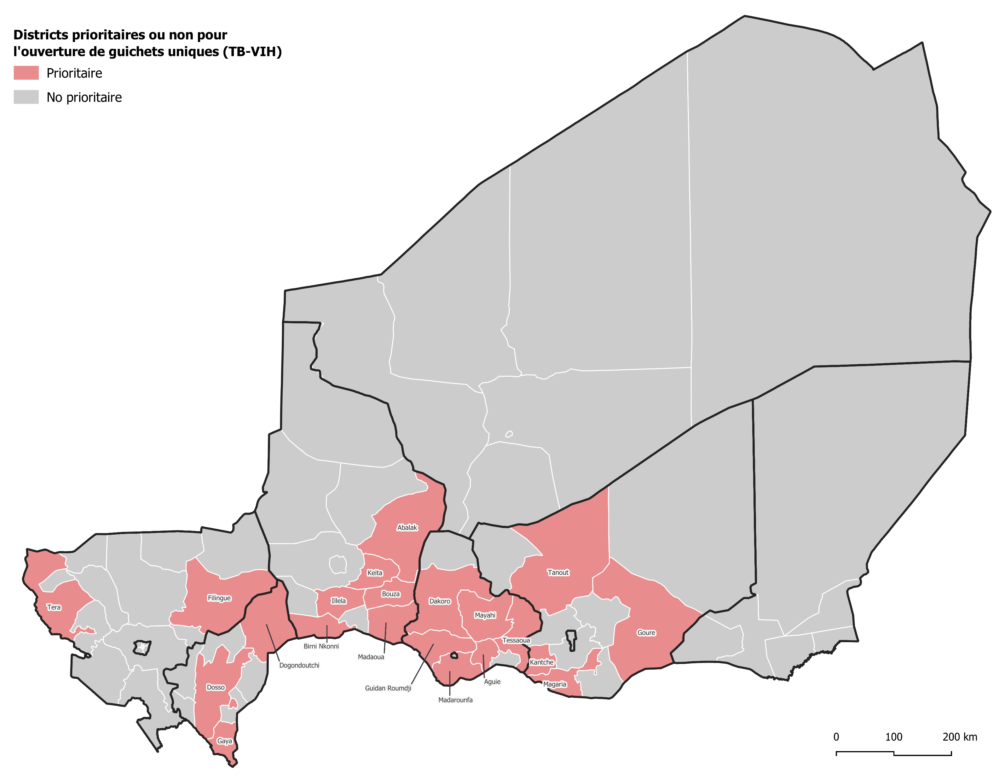 Districts prioritaires ou non pour
l'ouverture de guichets uniques (TB-VIH)
Prioritaire
No prioritaire
Abalak
Keita
Tanout
Bouza
Filingue
Illela
Dakoro
Tera
Mayahi
Goure
Tessaoua
Birni Nkonni
Madaoua
Kantche
Dogondoutchi
Aguie
Magaria
Dosso
Guidan Roumdji
Madarounfa
Gaya
0 100 200 km